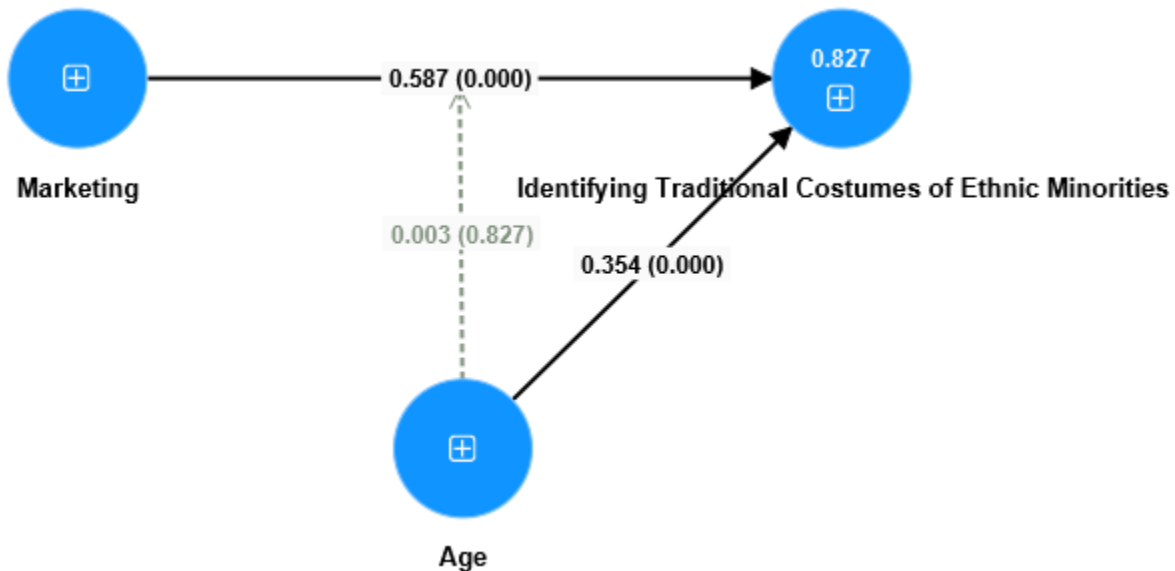 0.827
0.587 (0.000)
Marketing
Identifying Traditional Costumes of Ethnic Minorities
0.003 (0.827)
0.354 (0.000)
Age